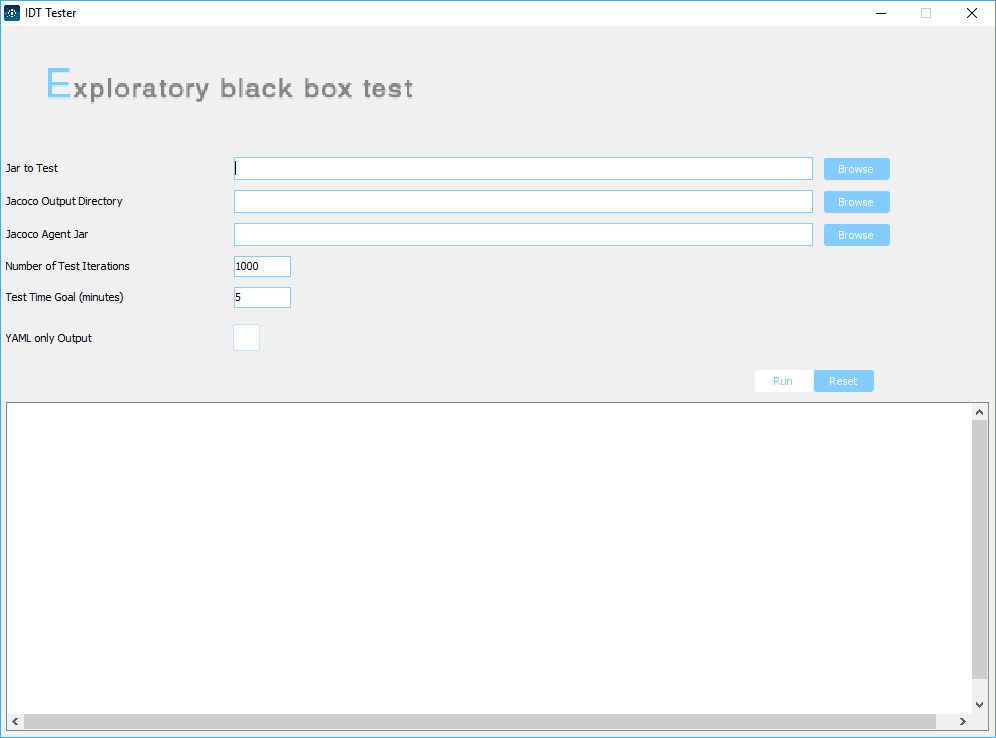 IDT Tester
Exploratory black box test
Jar to Test
Browse
Jacoco Output Directory
Browse
Jacoco Agent Jar
Browse
Number of Test Iterations
1000
Test Time Goal (minutes)
5
YAML only Output
Run
Reset